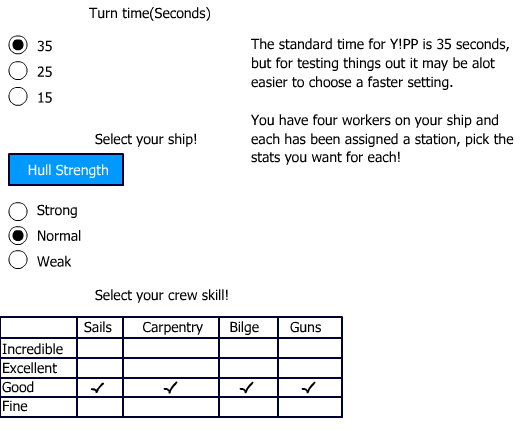 Turn time(Seconds)
35
25
15
The standard time for Y!PP is 35 seconds,
but for testing things out it may be alot
easier to choose a faster setting.
You have four workers on your ship and
each has been assigned a station, pick the
stats you want for each!
Select your ship!
Hull Strength
Strong
Normal
Weak
Select your crew skill!
Sails Carpentry Bilge Guns
Incredible
Excellent
Good ✓ ✓ ✓ ✓
Fine